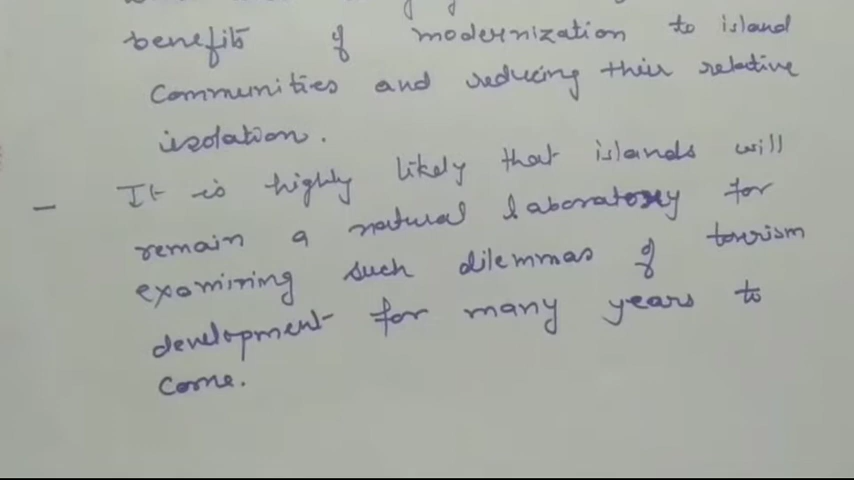 benefits of modernization to island
communities and reducing their relative
isolation.
- It is highly likely that islands will
remain a natural laboratory for
examining such dilemmas of tourism
development for many years to
come.